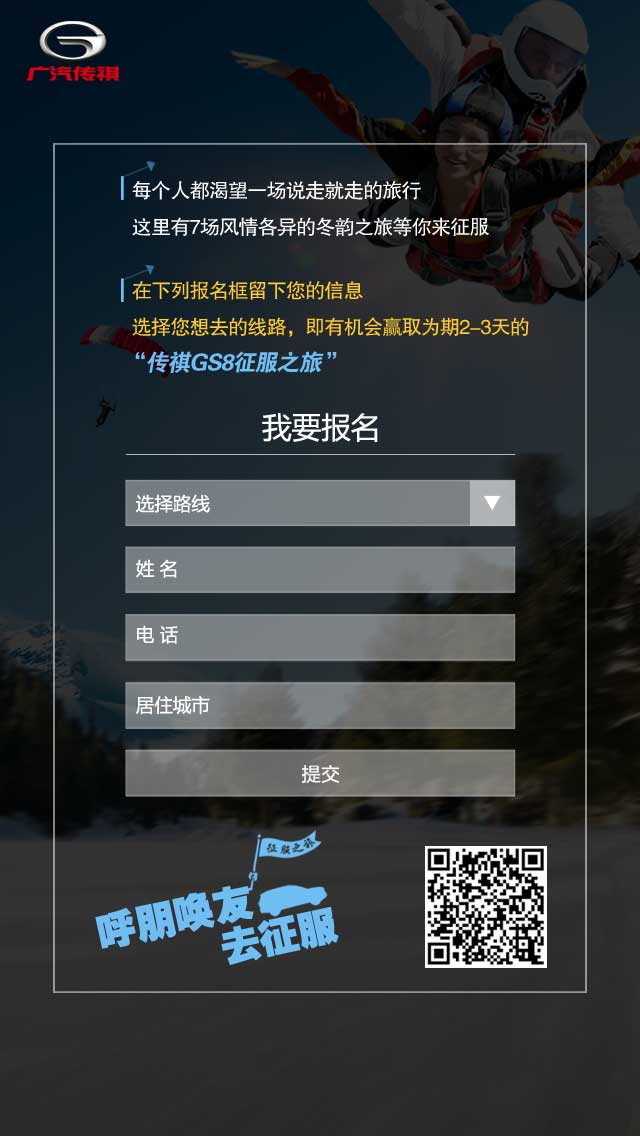 广汽传祺
每个人都渴望一场说走就走的旅行
这里有7场风情各异的冬韵之旅等你来征服
在下列报名框留下您的信息
选择您想去的线路，即有机会赢取为期2-3天的
“传祺GS8征服之旅”
我要报名
选择路线
姓 名
电 话
居住城市
提交
征服之旅
呼朋唤友
去征服